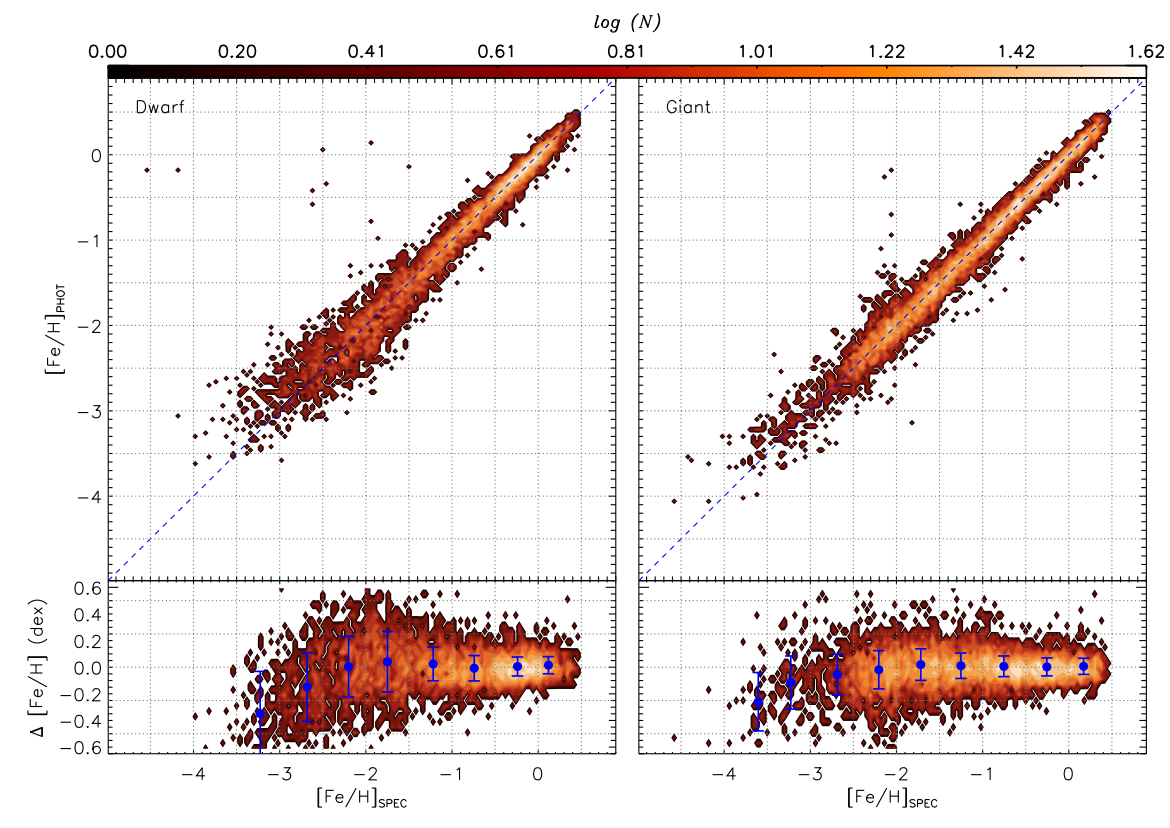 log (N)
0.00 0.20 0.41 0.61 0.81 1.01 1.22 1.42 1.62
Dwarf
Giant
0
−1
−2
−3
−4
[Fe/H]PHOT
0.6
0.4
0.2
0.0
−0.2
−0.4
−0.6
Δ [Fe/H] (dex)
−4 −3 −2 −1 0
−4 −3 −2 −1 0
[Fe/H]SPEC
[Fe/H]SPEC